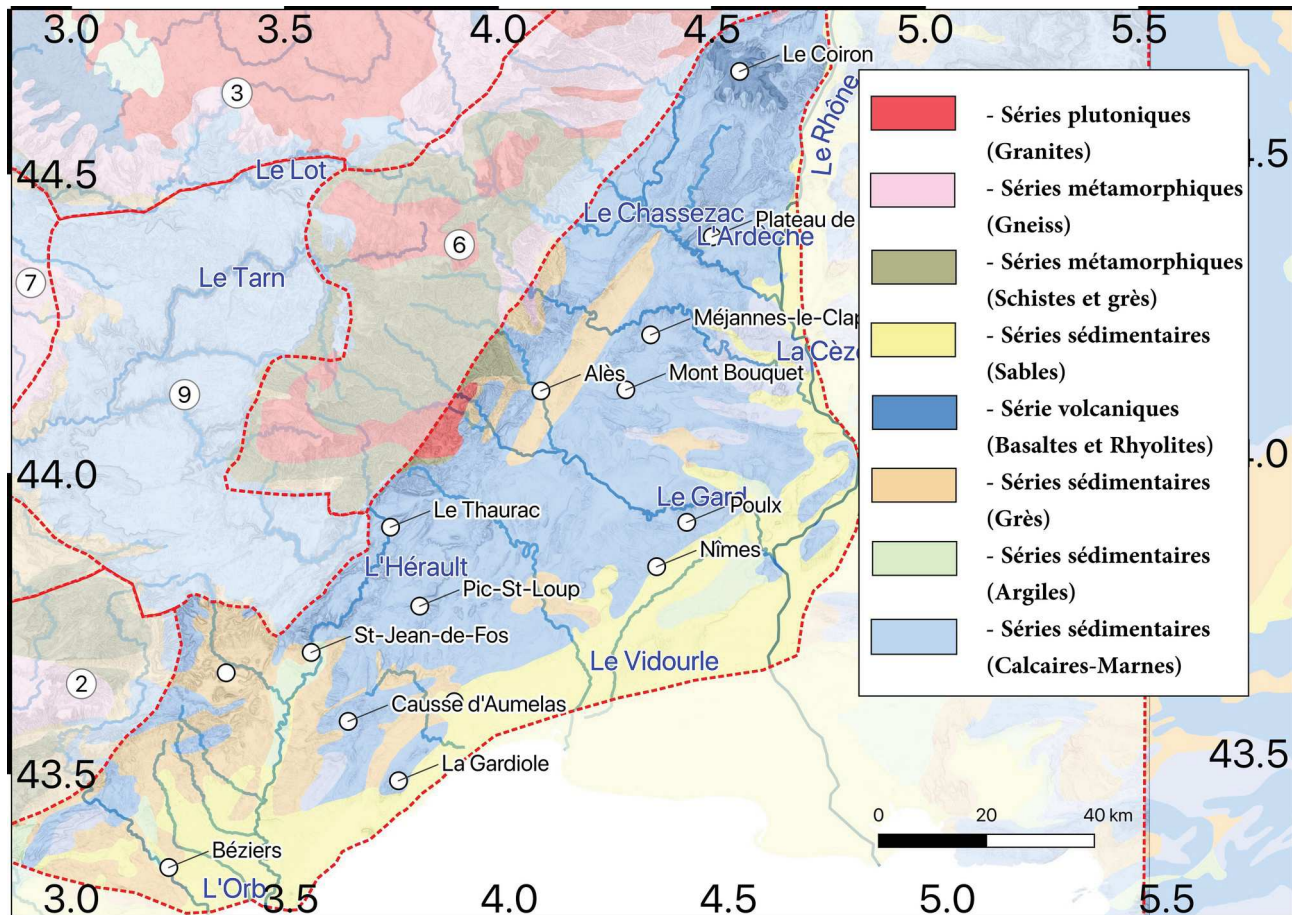 3.0 3.5 4.0 4.5 5.0 5.5
Le Coiron
3
Le Rhône
- Séries plutoniques
(Granites)
44.5
Le Lot
.5
- Séries métamorphiques
(Gneiss)
Le Chassezac
Plateau de
L'Ardèche
6
7
Le Tarn
- Séries métamorphiques
(Schistes et grès)
Méjannes-le-Clap
La Cèze
- Séries sédimentaires
(Sables)
9
Alès
Mont Bouquet
- Série volcaniques
(Basaltes et Rhyolites)
44.0
.0
Le Gard
Poulx
Le Thaurac
- Séries sédimentaires
(Grès)
Nîmes
L'Hérault
- Séries sédimentaires
(Argiles)
Pic-St-Loup
St-Jean-de-Fos
Le Vidourle
- Séries sédimentaires
(Calcaires-Marnes)
2
Causse d'Aumelas
43.5
La Gardiole
43.5
0 20 40 km
Béziers
L'Orb
3.0 3.5 4.0 4.5 5.0 5.5